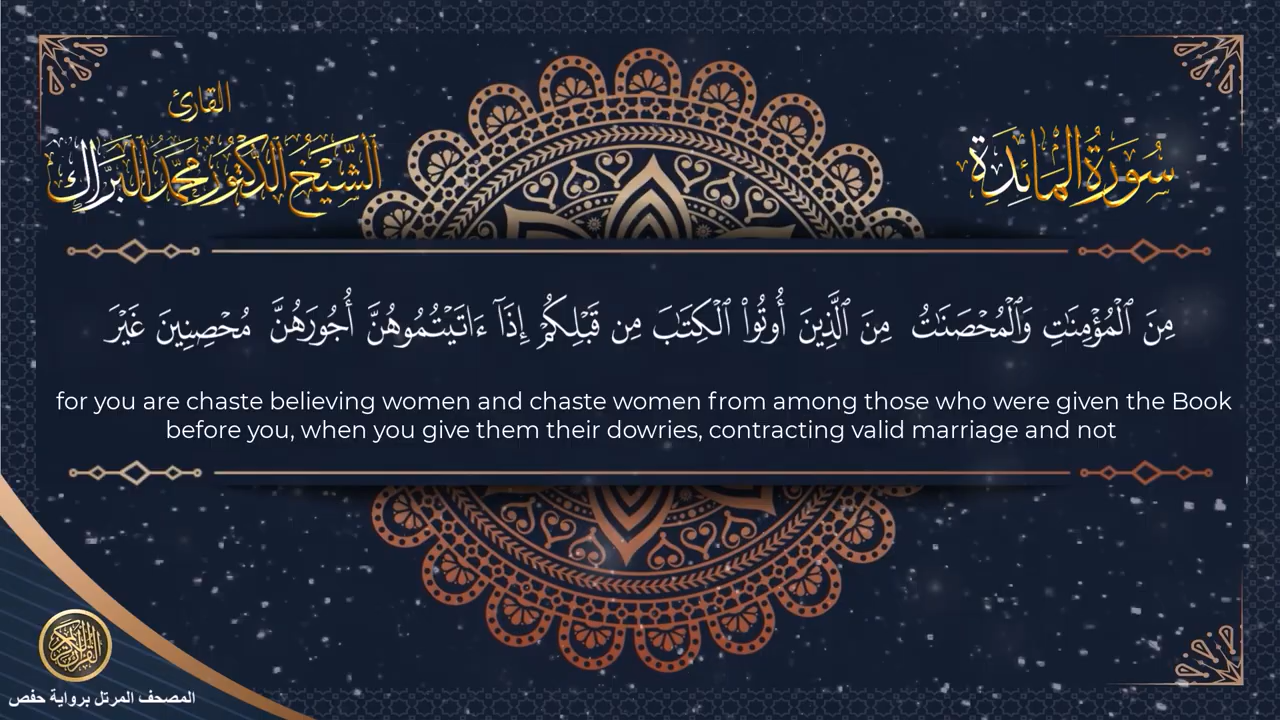 القارئ
الشيخ الدكتور محمد البراك
سورة المائدة
مِنَ ٱلْمُؤْمِنَٰتِ وَٱلْمُحْصَنَٰتُ مِنَ ٱلَّذِينَ أُوتُوا۟ ٱلْكِتَٰبَ مِن قَبْلِكُمْ إِذَآ ءَاتَيْتُمُوهُنَّ أُجُورَهُنَّ مُحْصِنِينَ غَيْرَ
for you are chaste believing women and chaste women from among those who were given the Book
before you, when you give them their dowries, contracting valid marriage and not
القرآن الكريم
المصحف المرتل برواية حفص